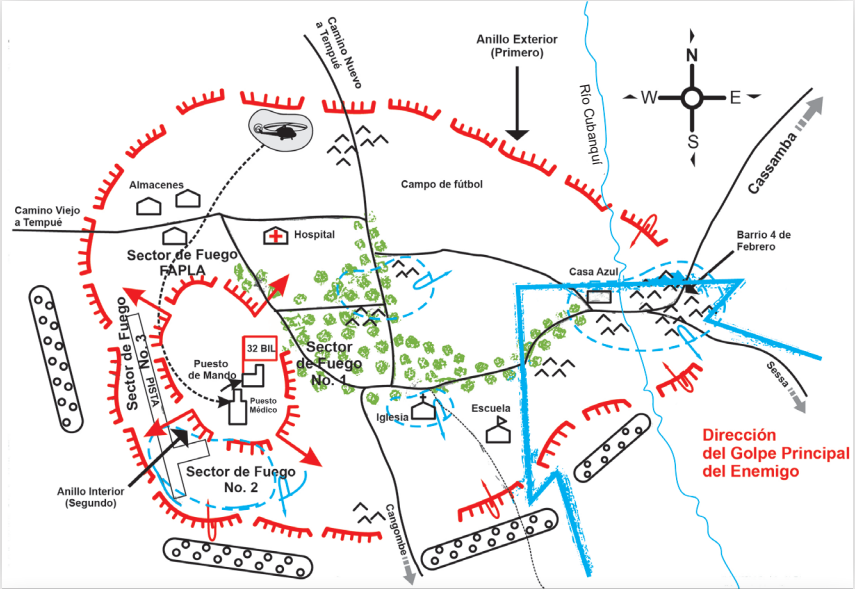 Camino Nuevo
a Tempué
Anillo Exterior
(Primero)
Río Cubanquí
N
W
E
S
Cassamba
Almacenes
Campo de fútbol
Camino Viejo
a Tempué
Hospital
Barrio 4 de
Febrero
Sector de Fuego
FAPLA
Casa Azul
Sector de Fuego
No. 3
PISTA
32 BIL
Sector
de Fuego
No. 1
Puesto
de Mando
Puesto
Médico
Sessa
Iglesia
Escuela
Dirección
del Golpe Principal
del Enemigo
Sector de Fuego
No. 2
Anillo Interior
(Segundo)
Cangombe